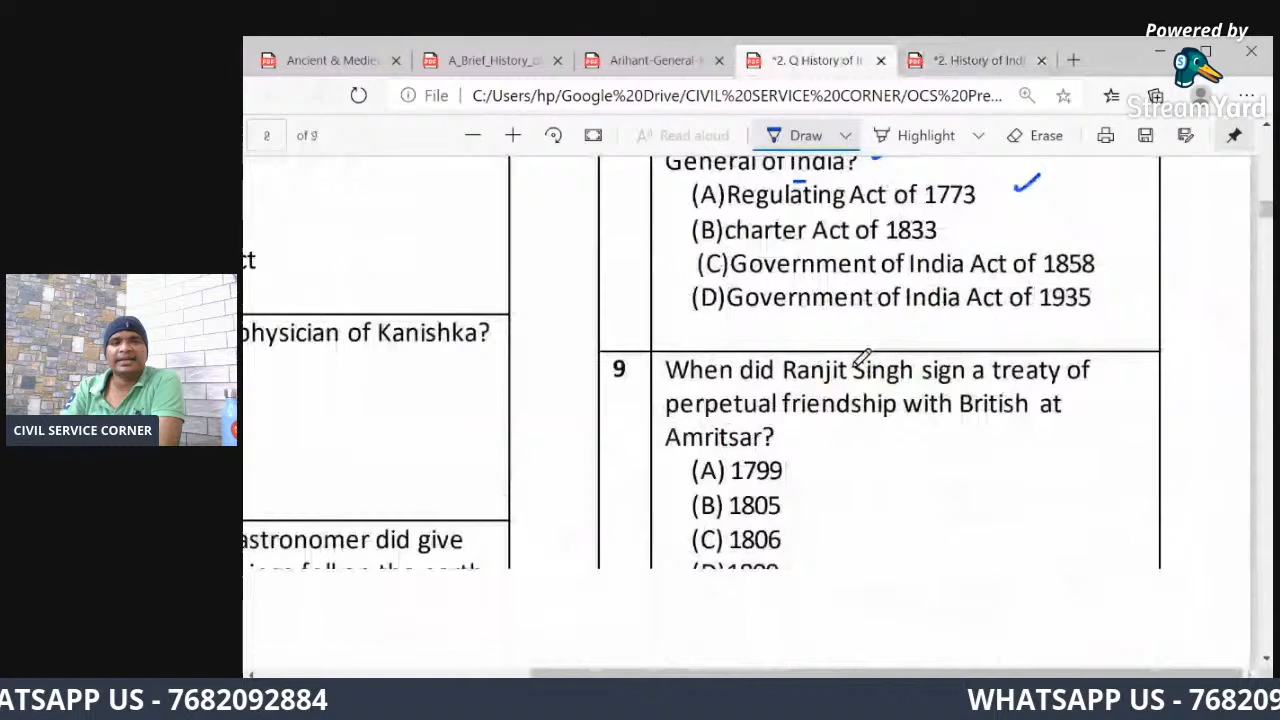 Powered by
StreamYard
Ancient & Medie
A_Brief_History_
Arihant-General-
*2. Q History of I
*2. History of Ind
File
C:/Users/hp/Google%20Drive/CIVIL%20SERVICE%20CORNER/OCS%20Pre...
of 9
Read aloud
Draw
Highlight
Erase
ct
physician of Kanishka?
astronomer did give
General of India?
(A)Regulating Act of 1773
(B)charter Act of 1833
(C)Government of India Act of 1858
(D)Government of India Act of 1935
9
When did Ranjit Singh sign a treaty of
perpetual friendship with British at
Amritsar?
(A) 1799
(B) 1805
(C) 1806
CIVIL SERVICE CORNER
ATSAPP US - 7682092884
WHATSAPP US - 76820